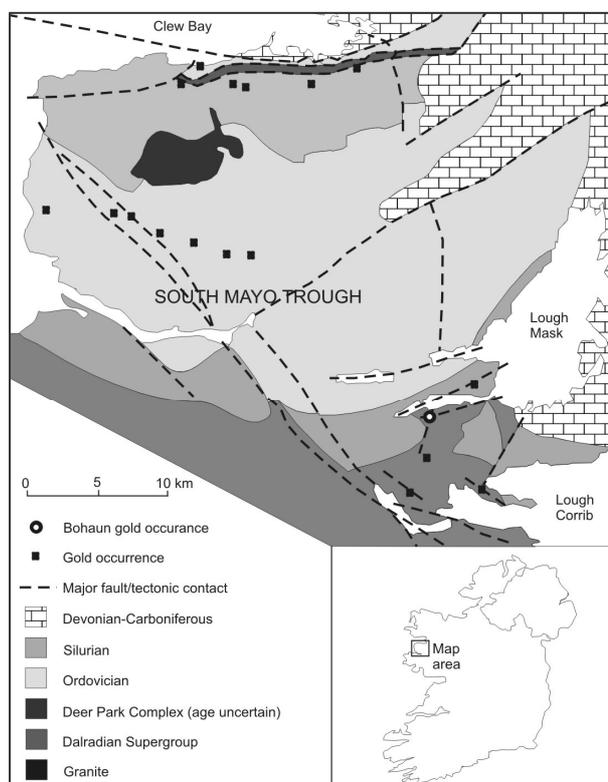 Clew Bay
SOUTH MAYO TROUGH
Lough
Mask
Lough
Corrib
0 5 10 km
Bohaun gold occurance
Gold occurrence
Major fault/tectonic contact
Devonian-Carboniferous
Silurian
Ordovician
Deer Park Complex (age uncertain)
Dalradian Supergroup
Granite
Map
area